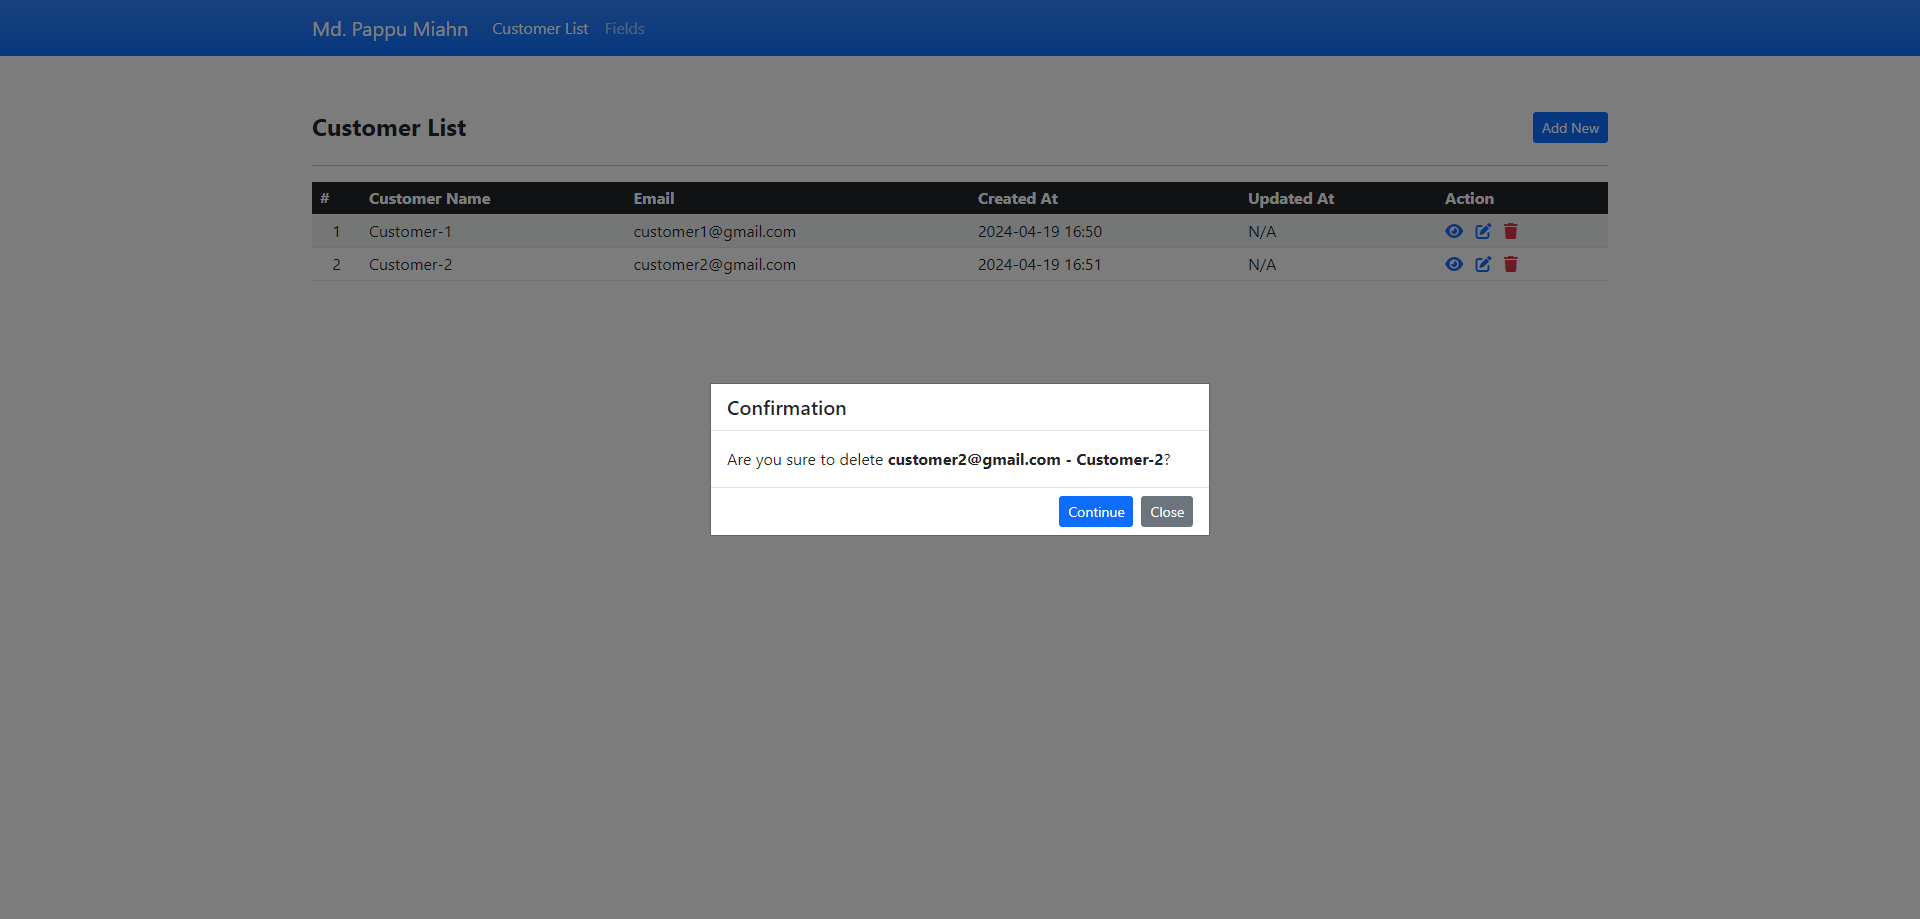 Md. Pappu Miahn Customer List Fields
Customer List Add New
# Customer Name Email Created At Updated At Action
1 Customer-1 customer1@gmail.com 2024-04-19 16:50 N/A
2 Customer-2 customer2@gmail.com 2024-04-19 16:51 N/A
Confirmation
Are you sure to delete customer2@gmail.com - Customer-2?
Continue Close